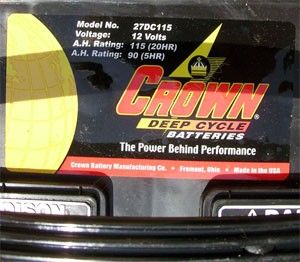 Model No. 27DC115
Voltage: 12 Volts
A.H. Rating: 115 (20HR)
A.H. Rating: 90 (5HR)
CROWN®
DEEP CYCLE
BATTERIES
The Power Behind Performance
Crown Battery Manufacturing Co. • Fremont, Ohio • Made in the USA